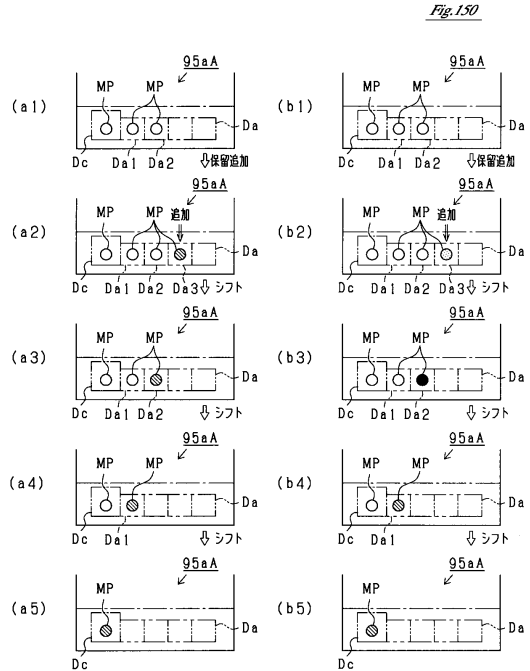 Fig.150
95aA 95aA
(a1) MP MP (b1) MP MP
Da Da
Dc Da1 Da2 保留追加 Dc Da1 Da2 保留追加
95aA 95aA
(a2) MP MP 追加 (b2) MP MP 追加
Da Da
Dc Da1 Da2 Da3 シフト Dc Da1 Da2 Da3 シフト
95aA 95aA
(a3) MP MP (b3) MP MP
Da Da
Dc Da1 Da2 シフト Dc Da1 Da2 シフト
95aA 95aA
(a4) MP MP (b4) MP MP
Da Da
Dc Da1 シフト Dc Da1 シフト
95aA 95aA
(a5) MP (b5) MP
Da Da
Dc Dc